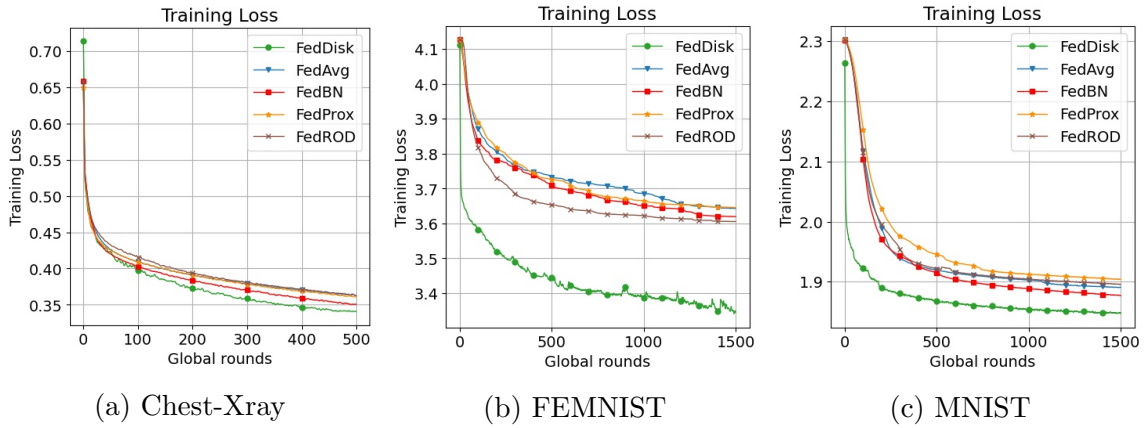 Training Loss
0.70
0.65
0.60
0.55
0.50
0.45
0.40
0.35
Training Loss
FedDisk
FedAvg
FedBN
FedProx
FedROD
0 100 200 300 400 500
Global rounds
(a) Chest-Xray
Training Loss
4.1
4.0
3.9
3.8
3.7
3.6
3.5
3.4
Training Loss
FedDisk
FedAvg
FedBN
FedProx
FedROD
0 500 1000 1500
Global rounds
(b) FEMNIST
Training Loss
2.3
2.2
2.1
2.0
1.9
Training Loss
FedDisk
FedAvg
FedBN
FedProx
FedROD
0 500 1000 1500
Global rounds
(c) MNIST